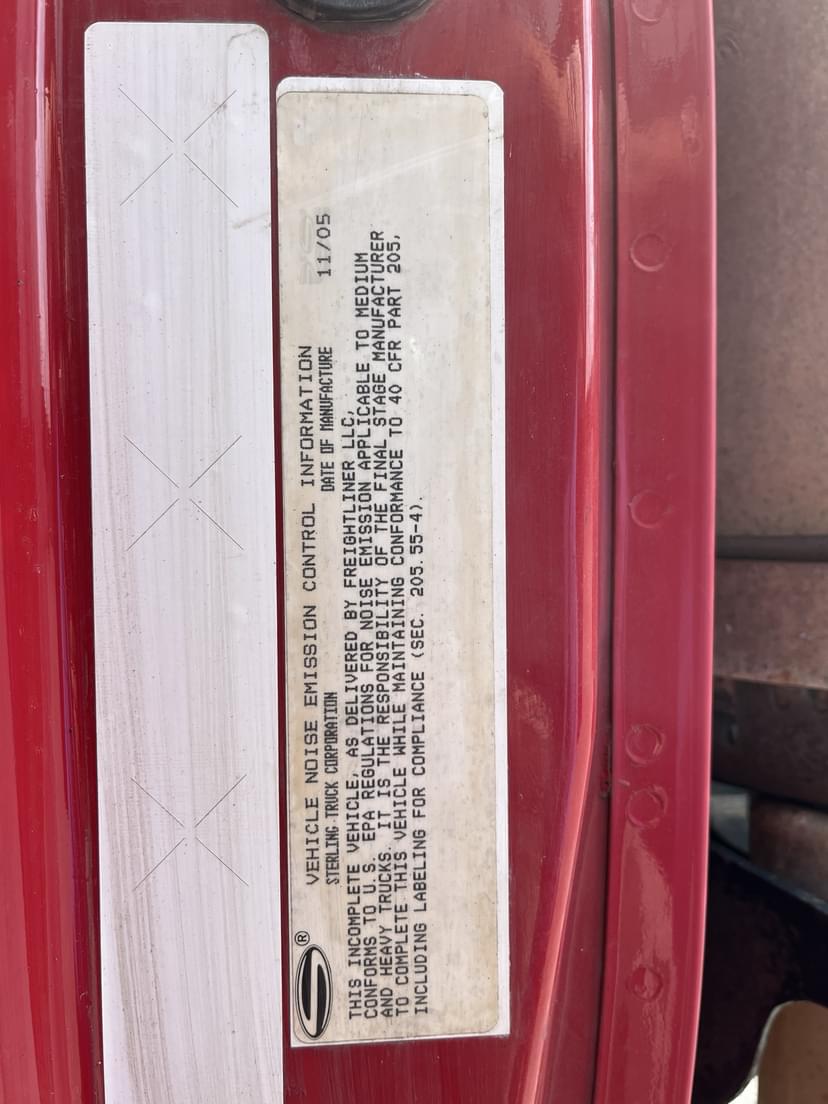 VEHICLE NOISE EMISSION CONTROL INFORMATION
STERLING TRUCK CORPORATION DATE OF MANUFACTURE 11/05
THIS INCOMPLETE VEHICLE, AS DELIVERED BY FREIGHTLINER LLC,
CONFORMS TO U.S. EPA REGULATIONS FOR NOISE EMISSION APPLICABLE TO MEDIUM
AND HEAVY TRUCKS. IT IS THE RESPONSIBILITY OF THE FINAL STAGE MANUFACTURER
TO COMPLETE THIS VEHICLE WHILE MAINTAINING CONFORMANCE TO 40 CFR PART 205,
INCLUDING LABELING FOR COMPLIANCE (SEC. 205.55-4).
®